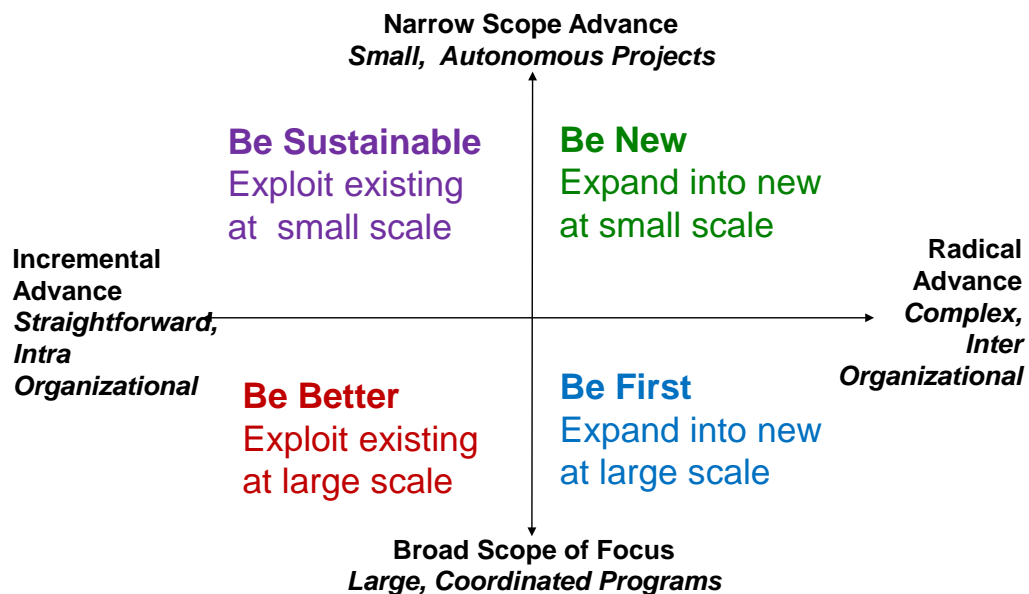 Narrow Scope Advance
Small,  Autonomous Projects
Be Sustainable
Exploit existing
at  small scale
Be New
Expand into new
at small scale
Incremental
Advance
Straightforward,
Intra
Organizational
Radical
Advance
Complex,
Inter
Organizational
Be Better
Exploit existing
at large scale
Be First
Expand into new
at large scale
Broad Scope of Focus
Large, Coordinated Programs